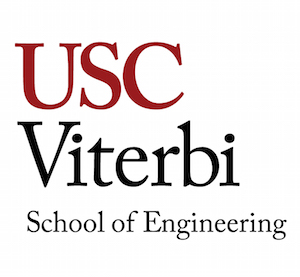 USC
Viterbi
School of Engineering